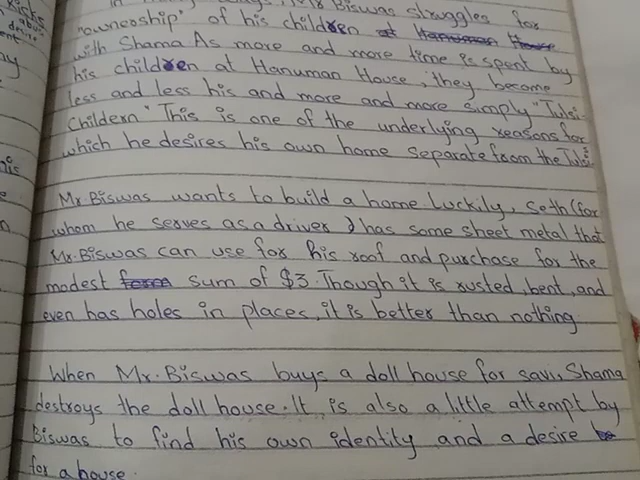 Biswas struggles for
"owneoship" of his children at
with Shama As more and more time is spent by
his children at Hanuman House, they become
less and less his and more and more simply "Tulsi
Childern" This is one of the underlying reasons for
which he desires his own home separate from the Tulsi
Mr. Biswas wants to build a home Luckily, Seth (for
whom he serves as a driver) has some sheet metal that
Mr. Biswas can use for his roof and purchase for the
modest sum of $3. Though it is rusted, bent, and
even has holes in places, it is better than nothing
When Mr. Biswas buys a doll house for savi, Shama
destroys the doll house. It is also a little attempt by
Biswas to find his own identity and a desire
for a house.